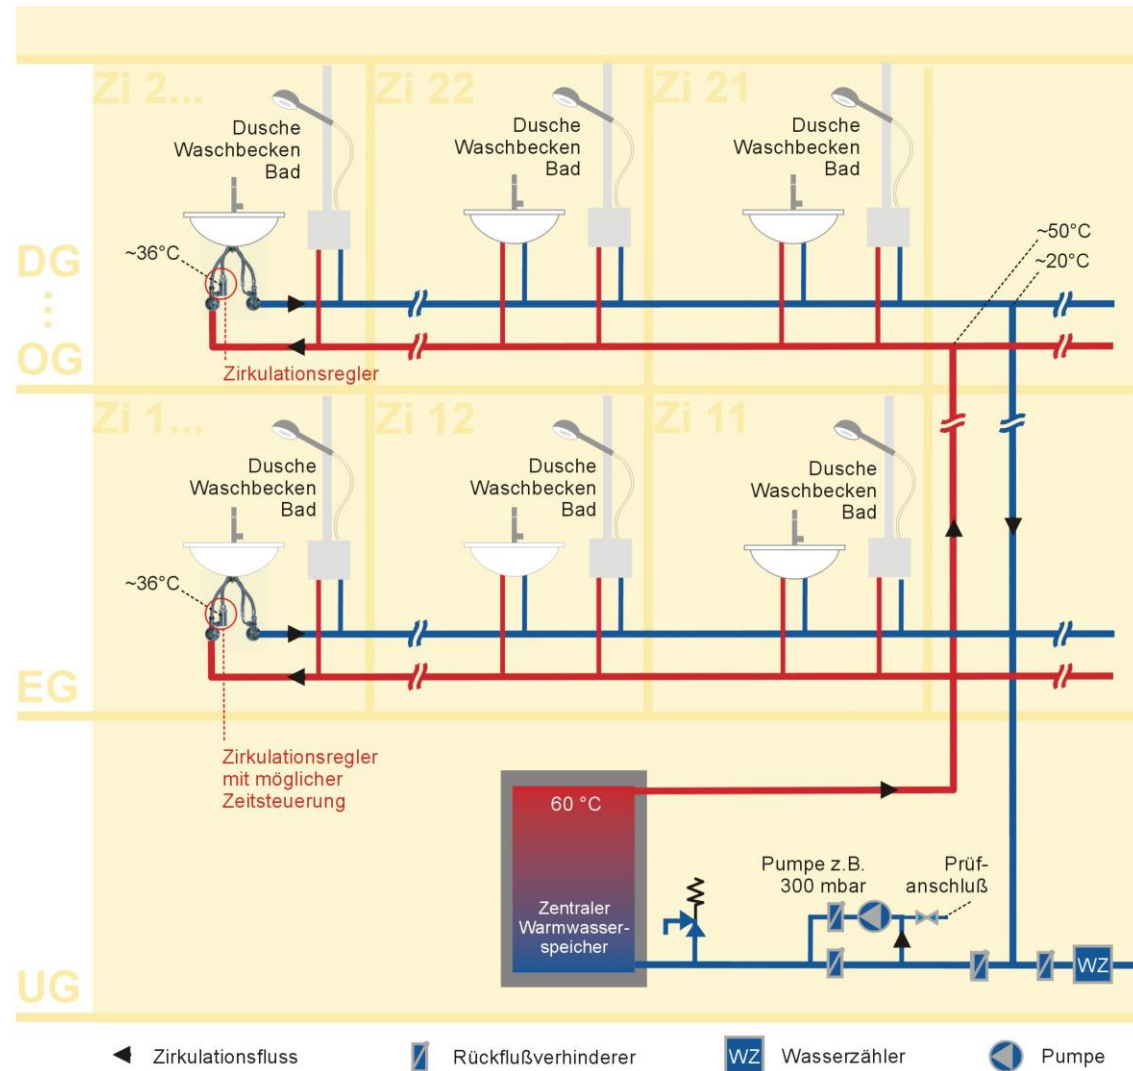 Zi 2...
Zi 22
Zi 21
Dusche
Waschbecken
Bad
Dusche
Waschbecken
Bad
Dusche
Waschbecken
Bad
~36°C
~50°C
~20°C
DG
...
OG
Zirkulationsregler
Zi 1...
Zi 12
Zi 11
Dusche
Waschbecken
Bad
Dusche
Waschbecken
Bad
Dusche
Waschbecken
Bad
~36°C
EG
Zirkulationsregler
mit möglicher
Zeitsteuerung
60 °C
Zentraler
Warmwasser-
speicher
Pumpe z.B.
300 mbar
Prüf-
anschluß
WZ
UG
Zirkulationsfluss
Rückflußverhinderer
WZ
Wasserzähler
Pumpe